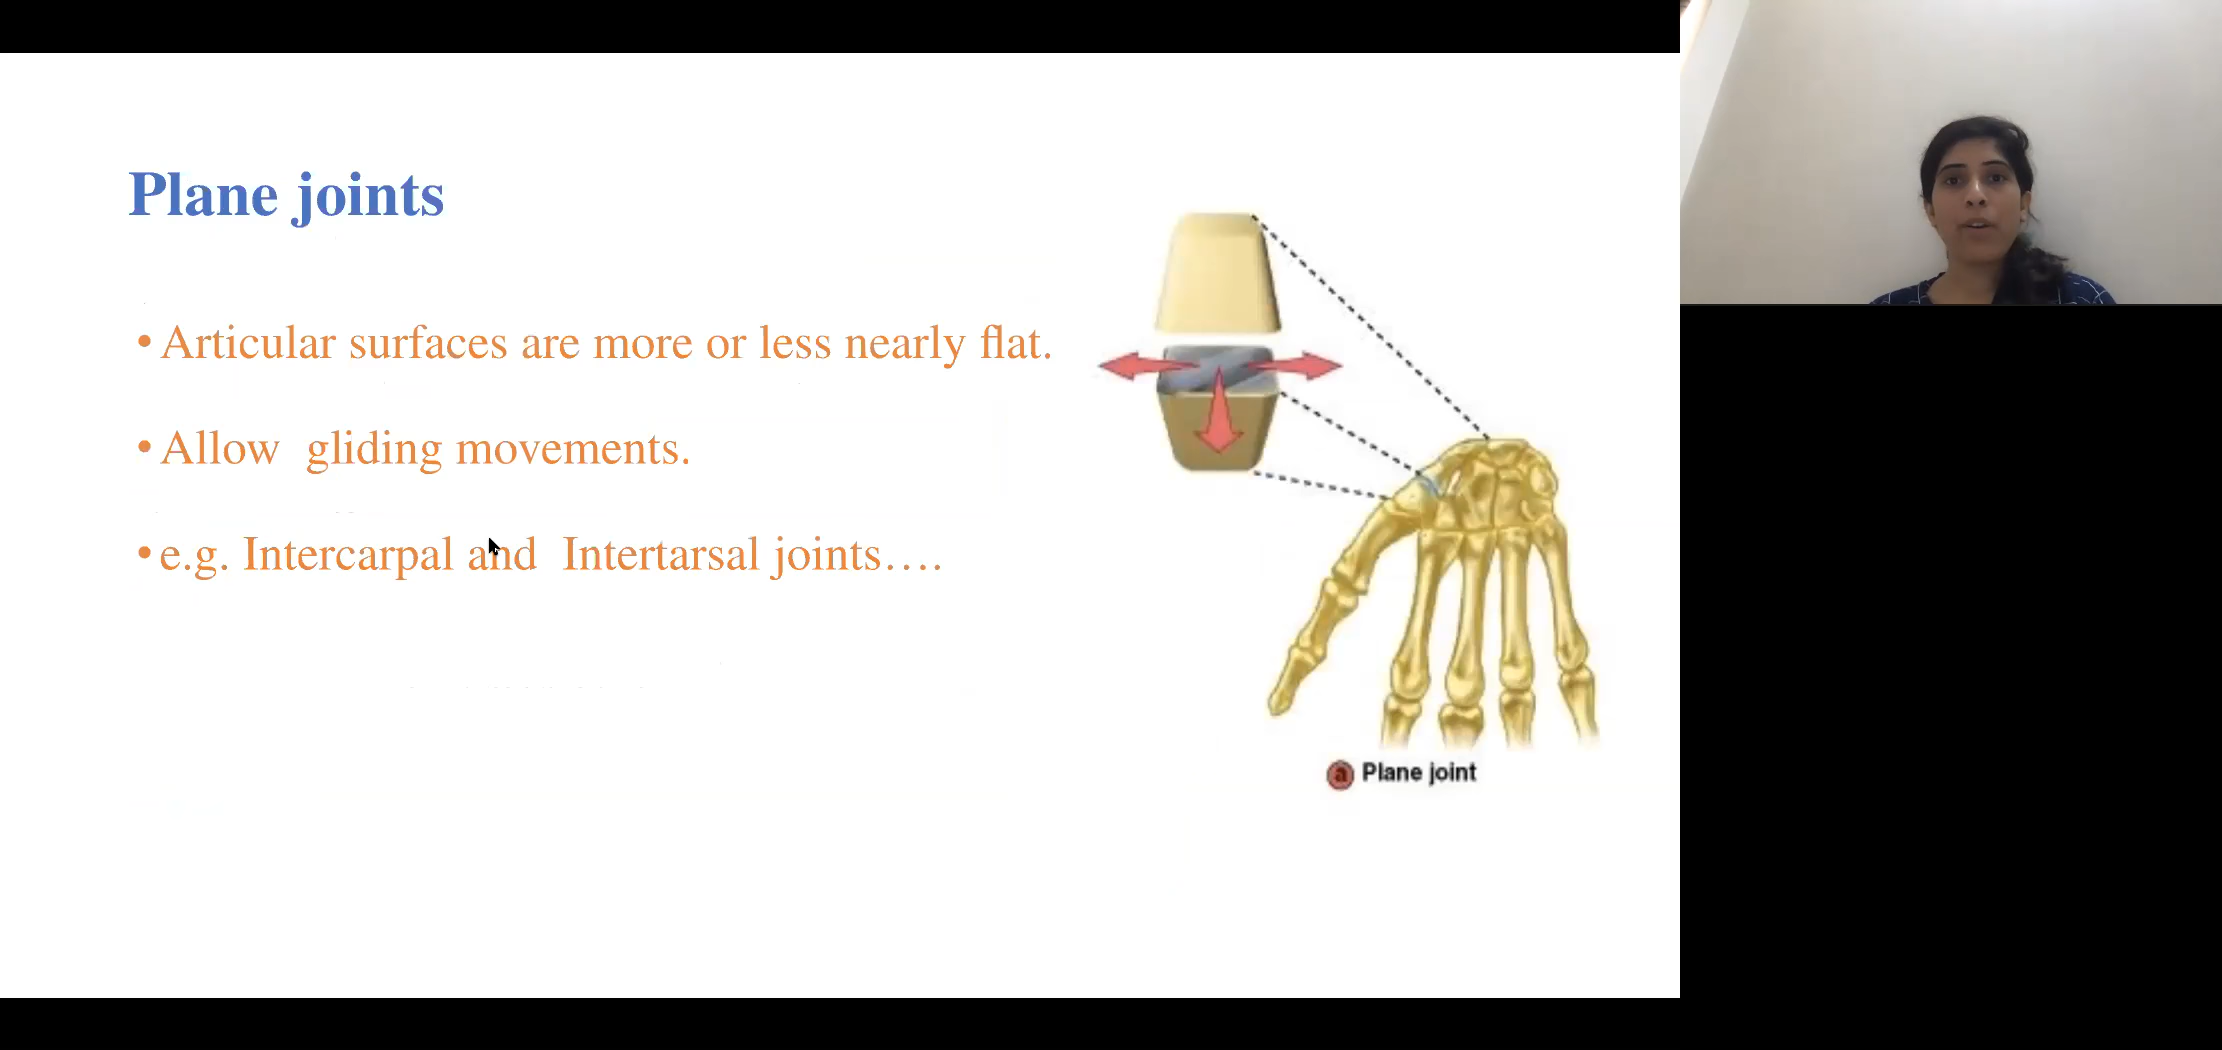 Plane joints
•Articular surfaces are more or less nearly flat.
•Allow gliding movements.
•e.g. Intercarpal and Intertarsal joints….
a Plane joint